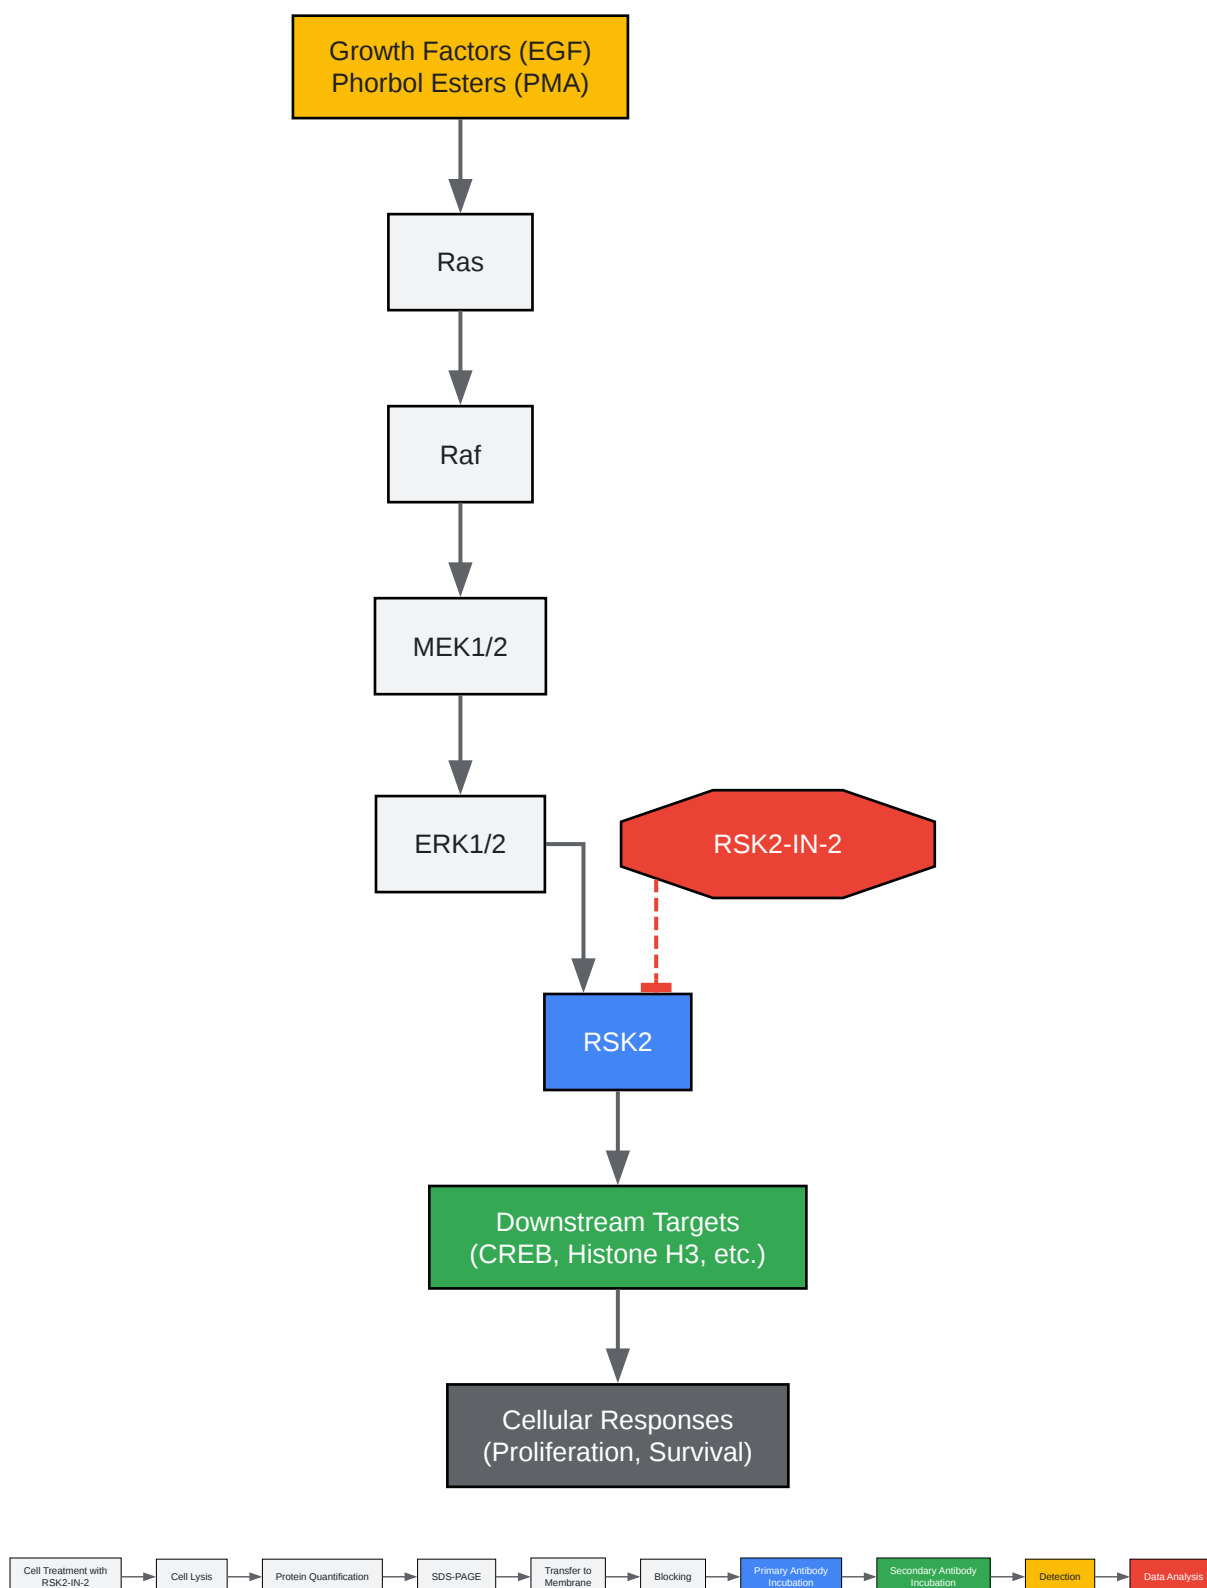 Growth Factors (EGF)
Phorbol Esters (PMA)
Ras
Raf
MEK1/2
ERK1/2
RSK2-IN-2
RSK2
Downstream Targets
(CREB, Histone H3, etc.)
Cellular Responses
(Proliferation, Survival)
Cell Treatment with
RSK2-IN-2
Cell Lysis
Protein Quantification
SDS-PAGE
Transfer to
Membrane
Blocking
Primary Antibody
Incubation
Secondary Antibody
Incubation
Detection
Data Analysis